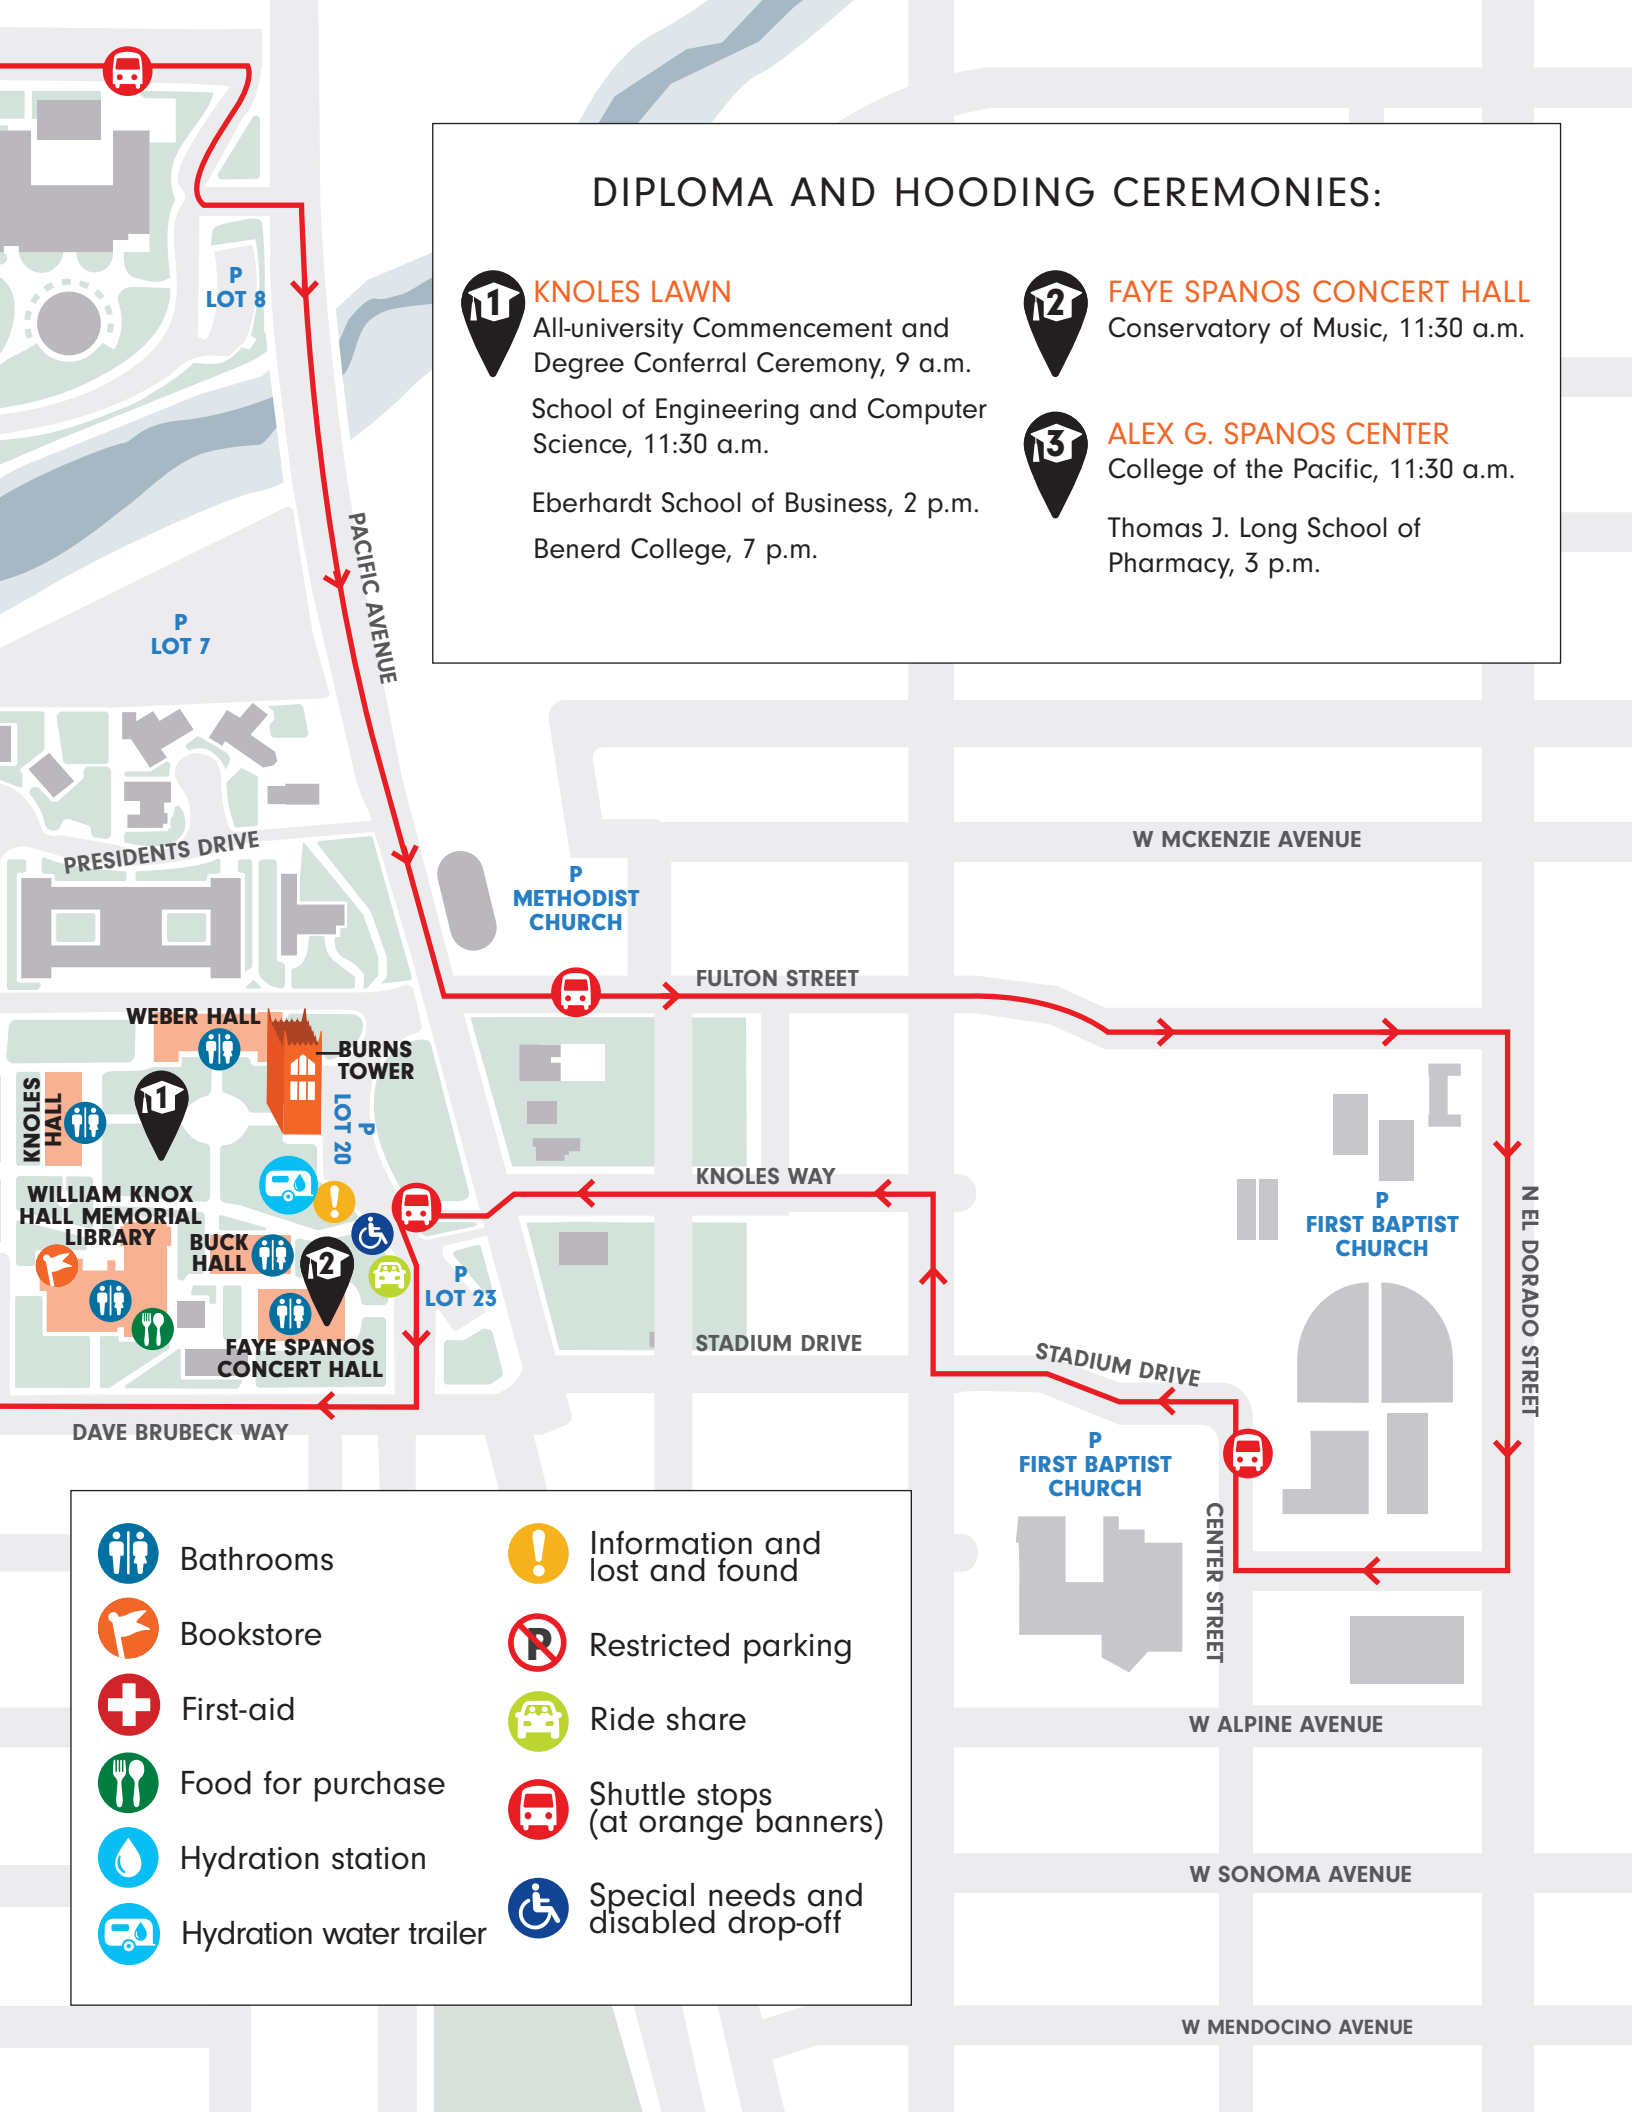 DIPLOMA AND HOODING CEREMONIES:
1
KNOLES LAWN
All-university Commencement and
Degree Conferral Ceremony, 9 a.m.
School of Engineering and Computer
Science, 11:30 a.m.
Eberhardt School of Business, 2 p.m.
Benerd College, 7 p.m.
2
FAYE SPANOS CONCERT HALL
Conservatory of Music, 11:30 a.m.
3
ALEX G. SPANOS CENTER
College of the Pacific, 11:30 a.m.
Thomas J. Long School of
Pharmacy, 3 p.m.
P
LOT 8
PACIFIC AVENUE
P
LOT 7
PRESIDENTS DRIVE
W MCKENZIE AVENUE
P
METHODIST
CHURCH
FULTON STREET
WEBER HALL
BURNS
TOWER
KNOLES
HALL
1
P
LOT 20
KNOLES WAY
WILLIAM KNOX
HALL MEMORIAL
LIBRARY
BUCK
HALL
2
P
LOT 23
P
FIRST BAPTIST
CHURCH
N EL DORADO STREET
FAYE SPANOS
CONCERT HALL
STADIUM DRIVE
STADIUM DRIVE
DAVE BRUBECK WAY
P
FIRST BAPTIST
CHURCH
CENTER STREET
Bathrooms
Bookstore
First-aid
Food for purchase
Hydration station
Hydration water trailer
Information and
lost and found
P
Restricted parking
Ride share
Shuttle stops
(at orange banners)
Special needs and
disabled drop-off
W ALPINE AVENUE
W SONOMA AVENUE
W MENDOCINO AVENUE